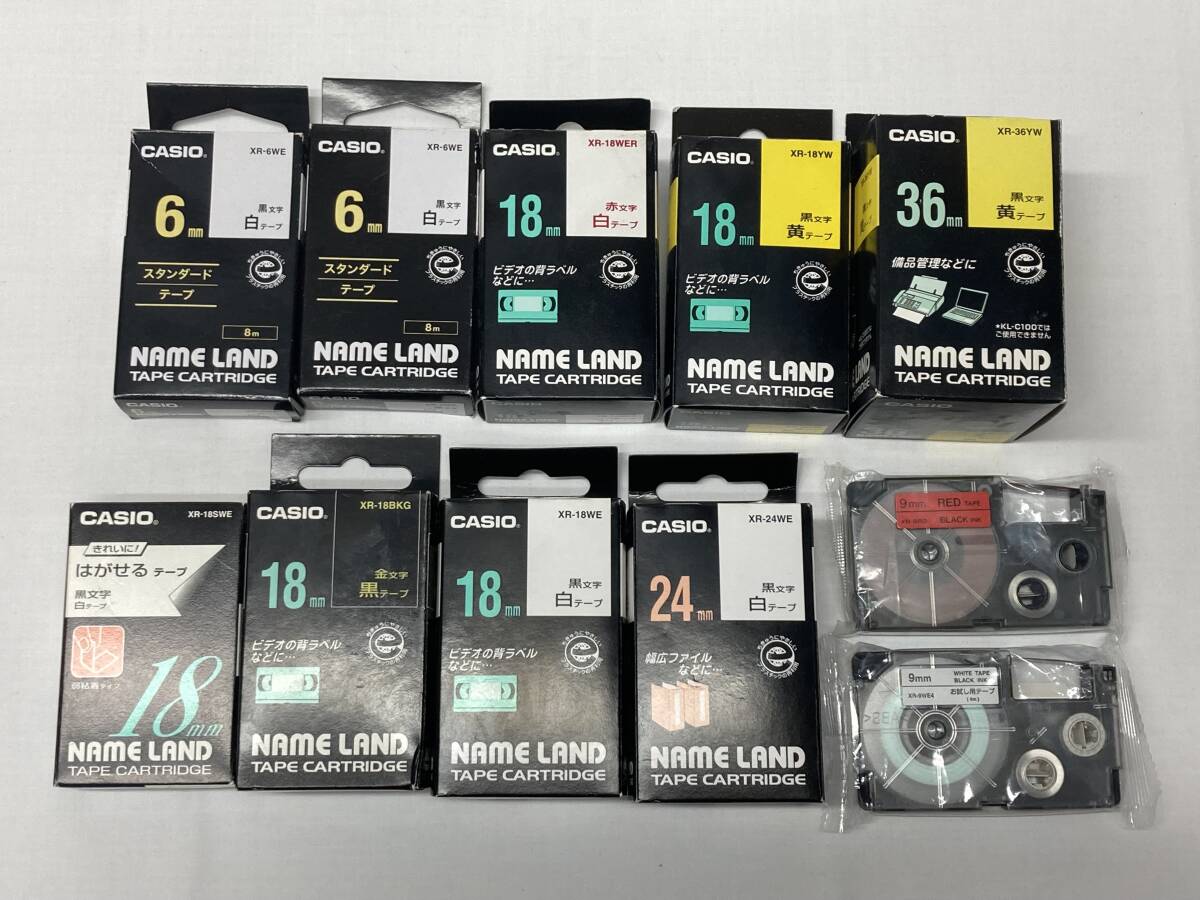 CASIO
XR-6WE
黒文字
白テープ
6mm
スタンダード
テープ
8m
NAME LAND
TAPE CARTRIDGE
CASIO
CASIO
XR-6WE
黒文字
白テープ
6mm
スタンダード
テープ
8m
NAME LAND
TAPE CARTRIDGE
CASIO
XR-18WER
赤文字
白テープ
18mm
ビデオの背ラベル
などに…
NAME LAND
TAPE CARTRIDGE
CASIO
CASIO
XR-18YW
黒文字
黄テープ
18mm
ビデオの背ラベル
などに…
NAME LAND
TAPE CARTRIDGE
CASIO
XR-36YW
黒文字
黄テープ
36mm
備品管理などに
★KL-C100では
ご使用できません
NAME LAND
TAPE CARTRIDGE
CASIO
CASIO
XR-18SWE
きれいに!
はがせる テープ
黒文字
白テープ
弱粘着タイプ
18mm
NAME LAND
TAPE CARTRIDGE
CASIO
XR-18BKG
金文字
黒テープ
18mm
ビデオの背ラベル
などに…
NAME LAND
TAPE CARTRIDGE
CASIO
XR-18WE
黒文字
白テープ
18mm
ビデオの背ラベル
などに…
NAME LAND
TAPE CARTRIDGE
CASIO
XR-24WE
黒文字
白テープ
24mm
幅広ファイル
などに…
NAME LAND
TAPE CARTRIDGE
9mm RED TAPE
BLACK INK
9mm WHITE TAPE
BLACK INK
XR-9WE4 お試し用テープ